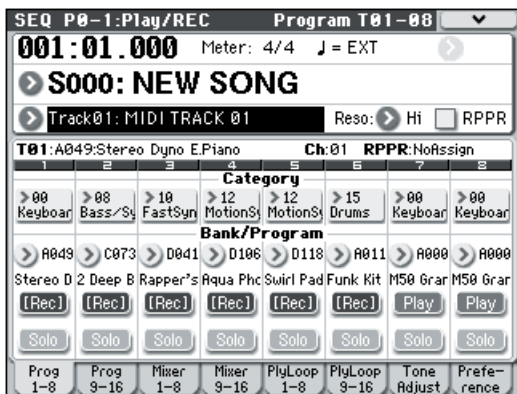 SEQ P0-1:Play/REC Program T01-08
001:01.000 Meter: 4/4 ♩= EXT
S000: NEW SONG
Track01: MIDI TRACK 01 Reso: Hi RPPR
T01:A049:Stereo Dyno E.Piano Ch:01 RPPR:NoAssign
1 2 3 4 5 6 7 8
Category
00 08 10 12 12 15 00 00
Keyboar Bass/Sy FastSyn MotionSy MotionSy Drums Keyboar Keyboar
Bank/Program
A049 C073 D041 D106 D118 A011 A000 A000
Stereo D 2 Deep B Rapper's Aqua Phc Swirl Pad Funk Kit M50 Grar M50 Grar
[Rec] [Rec] [Rec] [Rec] [Rec] [Rec] Play Play
Solo Solo Solo Solo Solo Solo Solo Solo
Prog Prog Mixer Mixer PlyLoop PlyLoop Tone Prefe-
1-8 9-16 1-8 9-16 1-8 9-16 Adjust rence